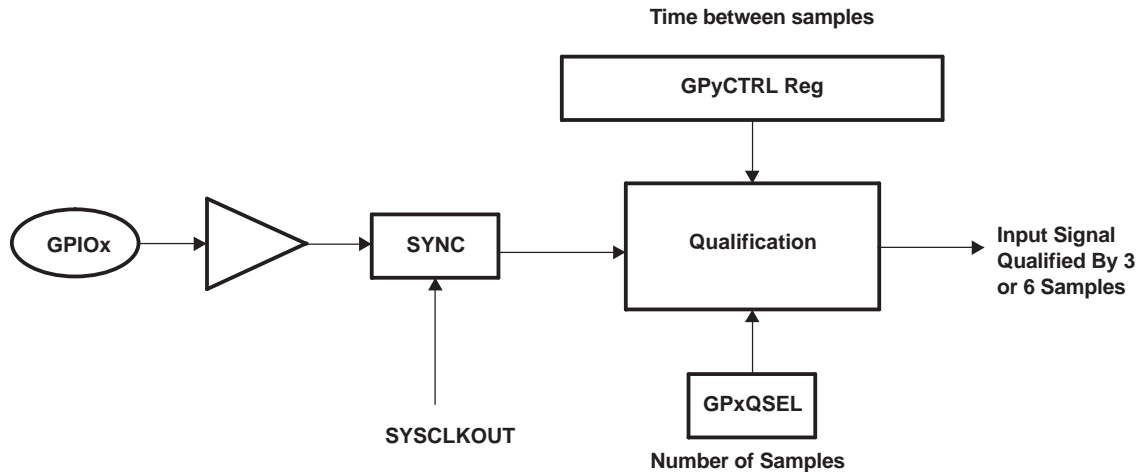 Time between samples
GPyCTRL Reg
GPIOx
SYNC
Qualification
Input Signal
Qualified By 3
or 6 Samples
GPxQSEL
SYSCLKOUT
Number of Samples